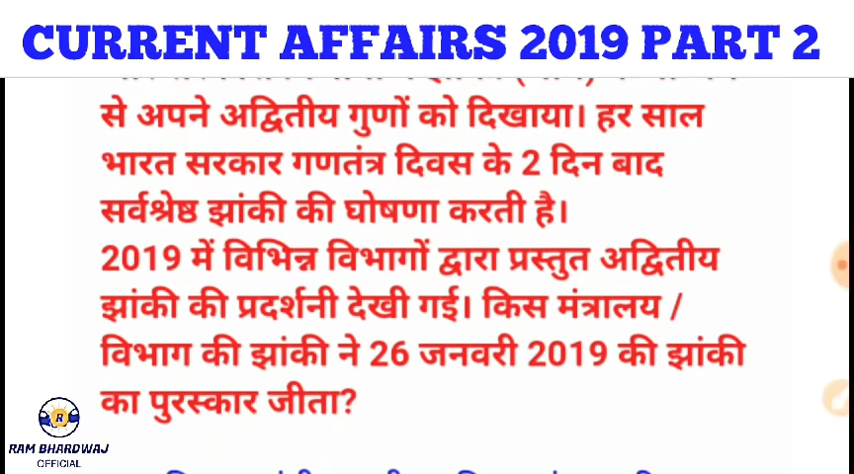 CURRENT AFFAIRS 2019 PART 2
से अपने अद्वितीय गुणों को दिखाया। हर साल
भारत सरकार गणतंत्र दिवस के 2 दिन बाद
सर्वश्रेष्ठ झांकी की घोषणा करती है।
2019 में विभिन्न विभागों द्वारा प्रस्तुत अद्वितीय
झांकी की प्रदर्शनी देखी गई। किस मंत्रालय /
विभाग की झांकी ने 26 जनवरी 2019 की झांकी
का पुरस्कार जीता?
R
RAM BHARDWAJ
OFFICIAL